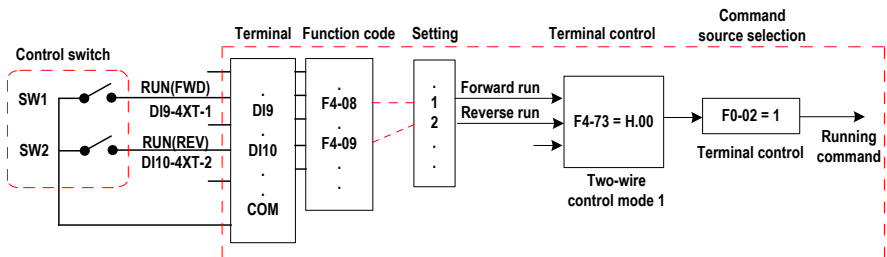 Control switch
SW1
RUN(FWD)
DI9-4XT-1
SW2
RUN(REV)
DI10-4XT-2
Terminal
.
DI9
.
DI10
.
.
COM
Function code
.
F4-08
.
F4-09
.
.
Setting
.
1
2
.
.
Forward run
Reverse run
Terminal control
F4-73 = H.00
Two-wire
control mode 1
Command
source selection
F0-02 = 1
Terminal control
Running
command